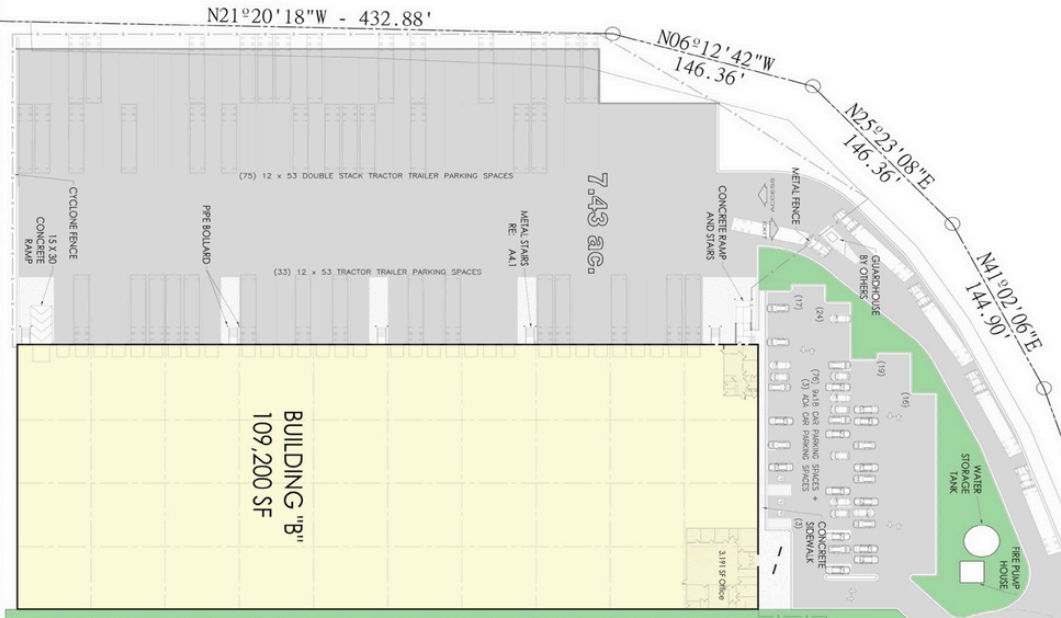 N21º20'18"W - 432.88'
N06º12'42"W
146.36'
N25º23'08"E
146.36'
N41º02'06"E
144.90'
(75) 12 x 53 DOUBLE STACK TRACTOR TRAILER PARKING SPACES
7.43 ac.
METAL FENCE
ACCESS
EXIT
CONCRETE RAMP
AND STAIRS
GUARDHOUSE
BY OTHERS
CYCLONE FENCE
15 X 30
CONCRETE
RAMP
PIPE BOLLARD
METAL STAIRS
RE: A4.1
(33) 12 x 53 TRACTOR TRAILER PARKING SPACES
(17)
(24)
(19)
(16)
(76) 9x18 CAR PARKING SPACES +
(3) ADA CAR PARKING SPACES
(3)
BUILDING "B"
109,200 SF
WATER
STORAGE
TANK
CONCRETE
SIDEWALK
FIRE PUMP
HOUSE
3,191 SF Office